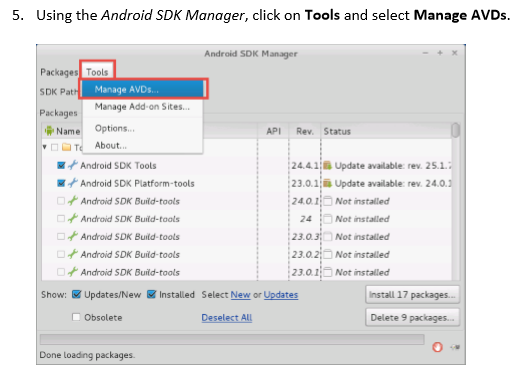 5. Using the Android SDK Manager, click on Tools and select Manage AVDs.
Android SDK Manager
Packages Tools
SDK Path
Manage AVDs...
Manage Add-on Sites...
Packages
Options...
Name API Rev. Status
About...
Android SDK Tools 24.4.1 Update available: rev. 25.1.7
Android SDK Platform-tools 23.0.1 Update available: rev. 24.0.1
Android SDK Build-tools 24.0.1 Not installed
Android SDK Build-tools 24 Not installed
Android SDK Build-tools 23.0.3 Not installed
Android SDK Build-tools 23.0.2 Not installed
Android SDK Build-tools 23.0.1 Not installed
Show: Updates/New Installed Select New or Updates Install 17 packages...
Obsolete Deselect All Delete 9 packages...
Done loading packages.